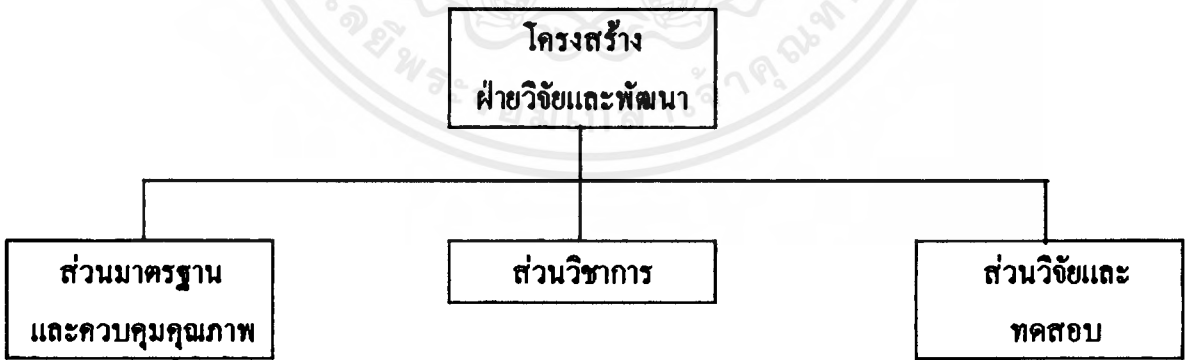 โครงสร้าง
ฝ่ายวิจัยและพัฒนา
ส่วนมาตรฐาน
และควบคุมคุณภาพ
ส่วนวิชาการ
ส่วนวิจัยและ
ทดสอบ